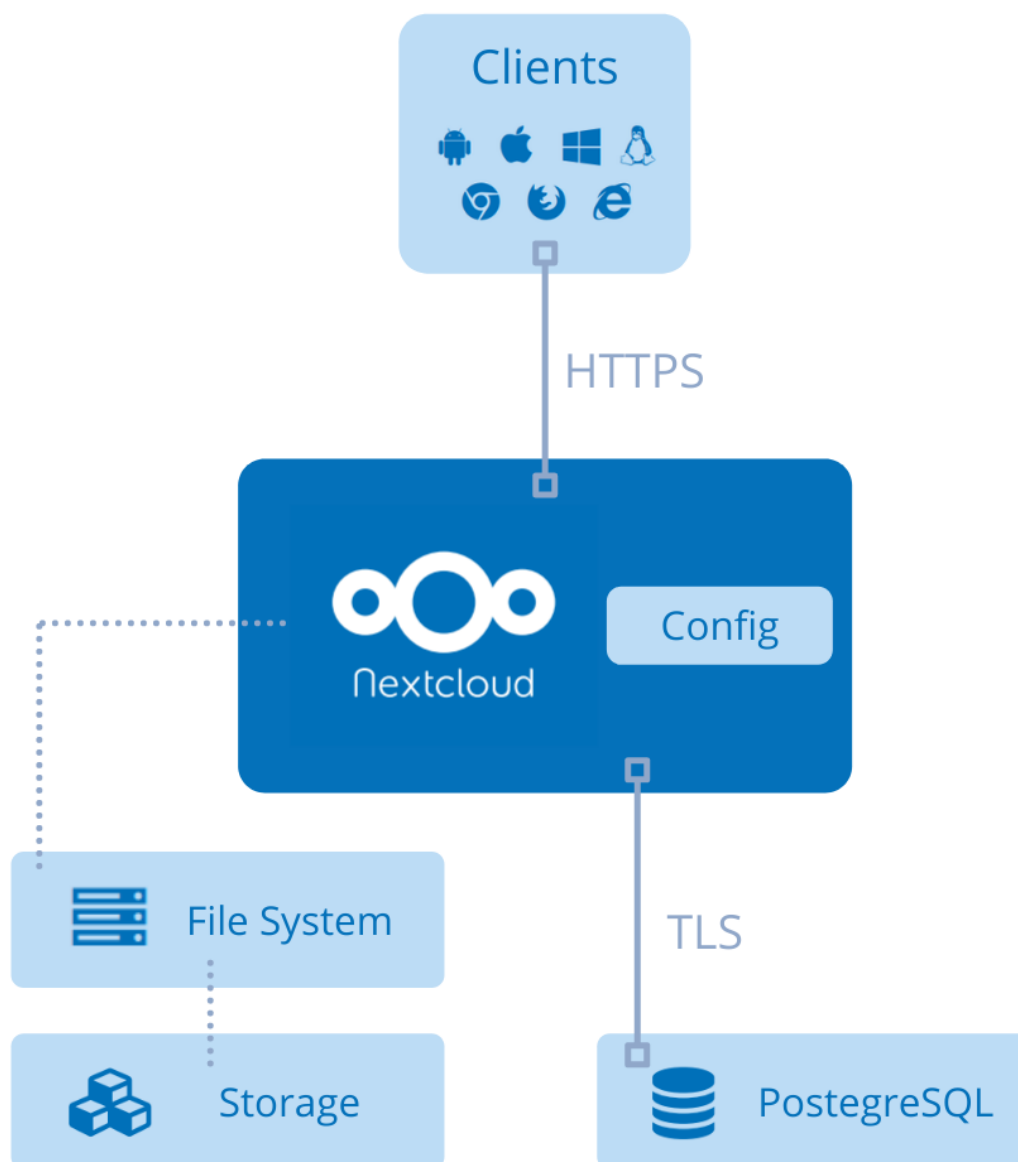 Clients
HTTPS
Nextcloud
Config
File System
TLS
Storage
PostegreSQL